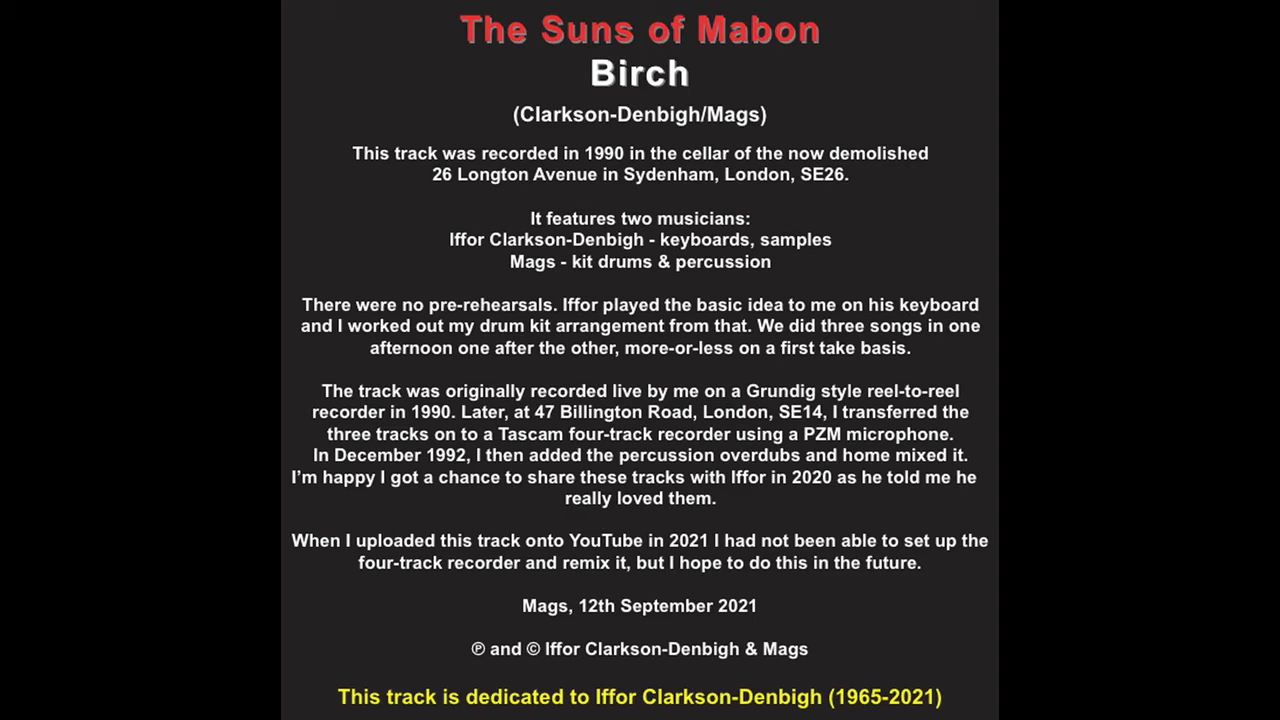 The Suns of Mabon
Birch
(Clarkson-Denbigh/Mags)
This track was recorded in 1990 in the cellar of the now demolished
26 Longton Avenue in Sydenham, London, SE26.
It features two musicians:
Iffor Clarkson-Denbigh - keyboards, samples
Mags - kit drums & percussion
There were no pre-rehearsals. Iffor played the basic idea to me on his keyboard
and I worked out my drum kit arrangement from that. We did three songs in one
afternoon one after the other, more-or-less on a first take basis.
The track was originally recorded live by me on a Grundig style reel-to-reel
recorder in 1990. Later, at 47 Billington Road, London, SE14, I transferred the
three tracks on to a Tascam four-track recorder using a PZM microphone.
In December 1992, I then added the percussion overdubs and home mixed it.
I’m happy I got a chance to share these tracks with Iffor in 2020 as he told me he
really loved them.
When I uploaded this track onto YouTube in 2021 I had not been able to set up the
four-track recorder and remix it, but I hope to do this in the future.
Mags, 12th September 2021
℗ and © Iffor Clarkson-Denbigh & Mags
This track is dedicated to Iffor Clarkson-Denbigh (1965-2021)